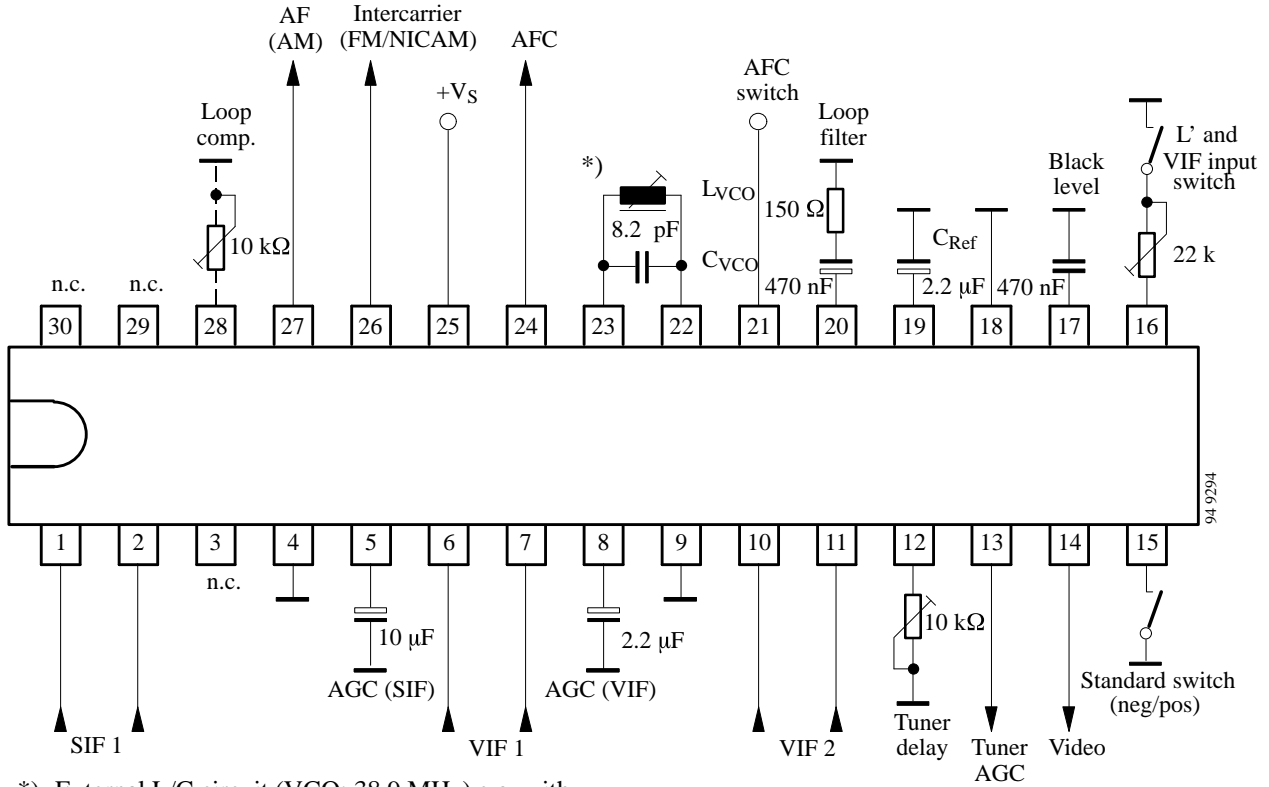 AF
(AM)
Intercarrier
(FM/NICAM)
AFC
+VS
Loop
comp.
10 kΩ
*)
LVCO
8.2 pF
CVCO
AFC
switch
Loop
filter
150 Ω
470 nF
CRef
2.2 µF
470 nF
Black
level
L' and
VIF input
switch
22 k
n.c.
n.c.
30
29
28
27
26
25
24
23
22
21
20
19
18
17
16
94 9294
1
2
3
4
5
6
7
8
9
10
11
12
13
14
15
n.c.
10 µF
AGC (SIF)
2.2 µF
AGC (VIF)
10 kΩ
Tuner
delay
Standard switch
(neg/pos)
SIF 1
VIF 1
VIF 2
Tuner
AGC
Video